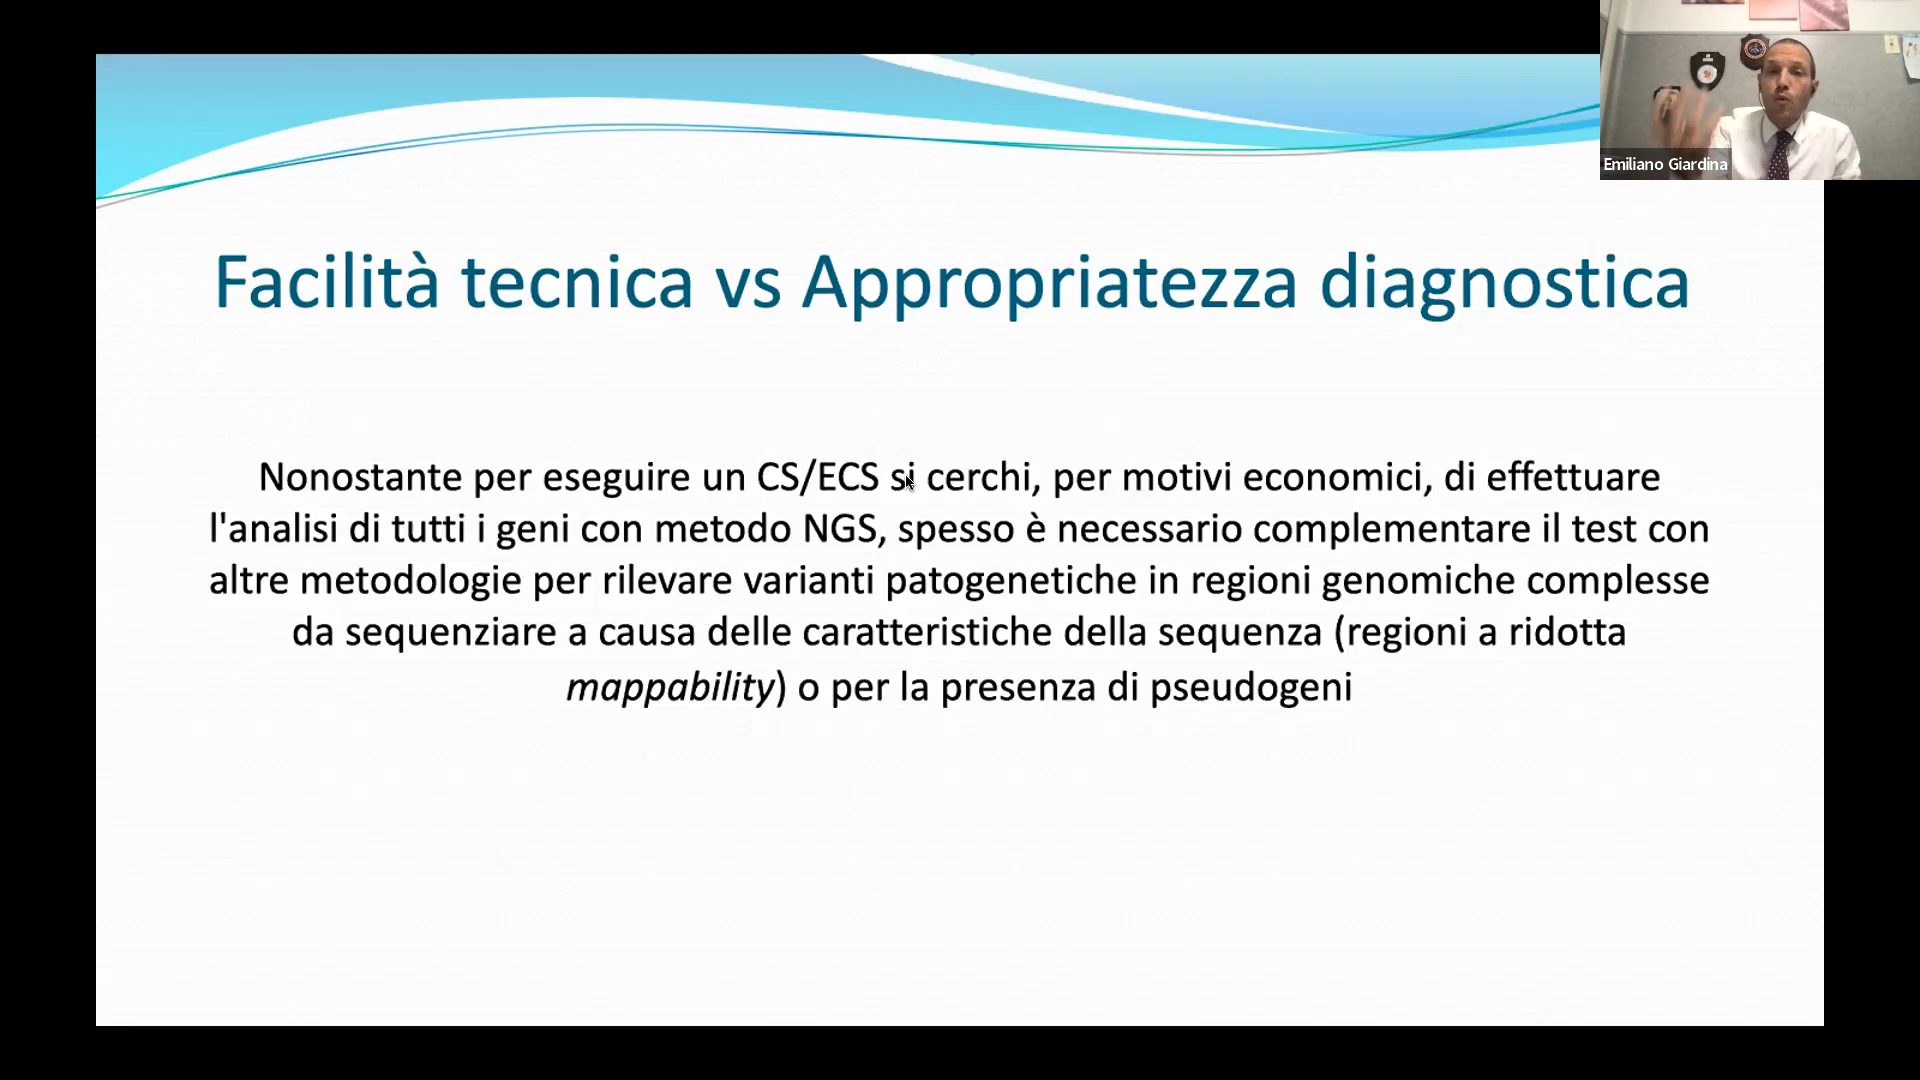 Emiliano Giardina
Facilità tecnica vs Appropriatezza diagnostica
Nonostante per eseguire un CS/ECS si cerchi, per motivi economici, di effettuare
l'analisi di tutti i geni con metodo NGS, spesso è necessario complementare il test con
altre metodologie per rilevare varianti patogenetiche in regioni genomiche complesse
da sequenziare a causa delle caratteristiche della sequenza (regioni a ridotta
mappability) o per la presenza di pseudogeni